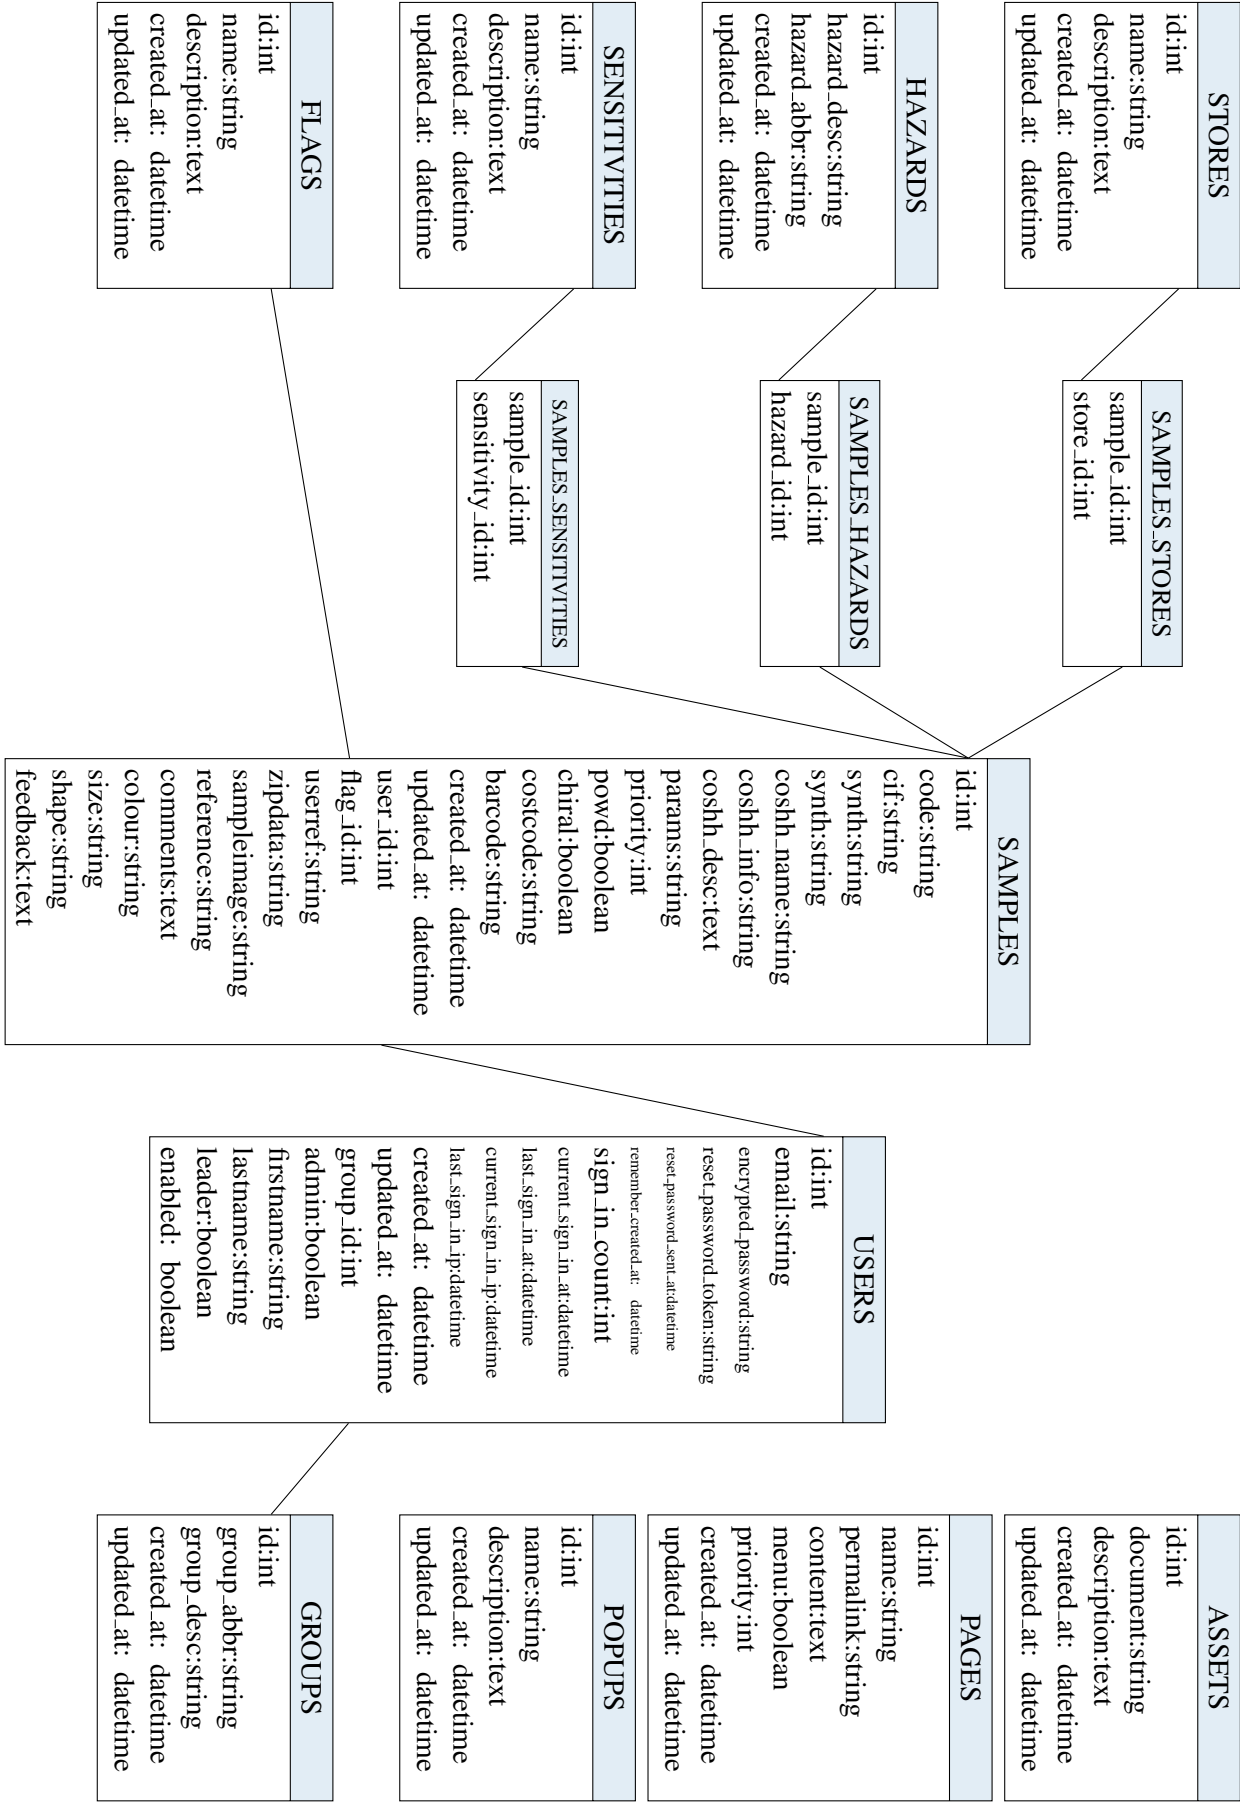 STORES
id:int
name:string
description:text
created_at: datetime
updated_at: datetime
HAZARDS
id:int
hazard_desc:string
hazard_abbr:string
created_at: datetime
updated_at: datetime
SENSITIVITIES
id:int
name:string
description:text
created_at: datetime
updated_at: datetime
FLAGS
id:int
name:string
description:text
created_at: datetime
updated_at: datetime
SAMPLES_STORES
sample_id:int
store_id:int
SAMPLES_HAZARDS
sample_id:int
hazard_id:int
SAMPLES_SENSITIVITIES
sample_id:int
sensitivity_id:int
SAMPLES
id:int
code:string
cif:string
synth:string
synth:string
coshh_name:string
coshh_info:string
coshh_desc:text
params:string
priority:int
powd:boolean
chiral:boolean
costcode:string
barcode:string
created_at: datetime
updated_at: datetime
user_id:int
flag_id:int
userref:string
zipdata:string
sampleimage:string
reference:string
comments:text
colour:string
size:string
shape:string
feedback:text
USERS
id:int
email:string
encrypted_password:string
reset_password_token:string
reset_password_sent_at:datetime
remember_created_at: datetime
sign_in_count:int
current_sign_in_at:datetime
last_sign_in_at:datetime
current_sign_in_ip:datetime
last_sign_in_ip:datetime
created_at: datetime
updated_at: datetime
group_id:int
admin:boolean
firstname:string
lastname:string
leader:boolean
enabled: boolean
ASSETS
id:int
document:string
description:text
created_at: datetime
updated_at: datetime
PAGES
id:int
name:string
permalink:string
content:text
menu:boolean
priority:int
created_at: datetime
updated_at: datetime
POPUPS
id:int
name:string
description:text
created_at: datetime
updated_at: datetime
GROUPS
id:int
group_abbr:string
group_desc:string
created_at: datetime
updated_at: datetime